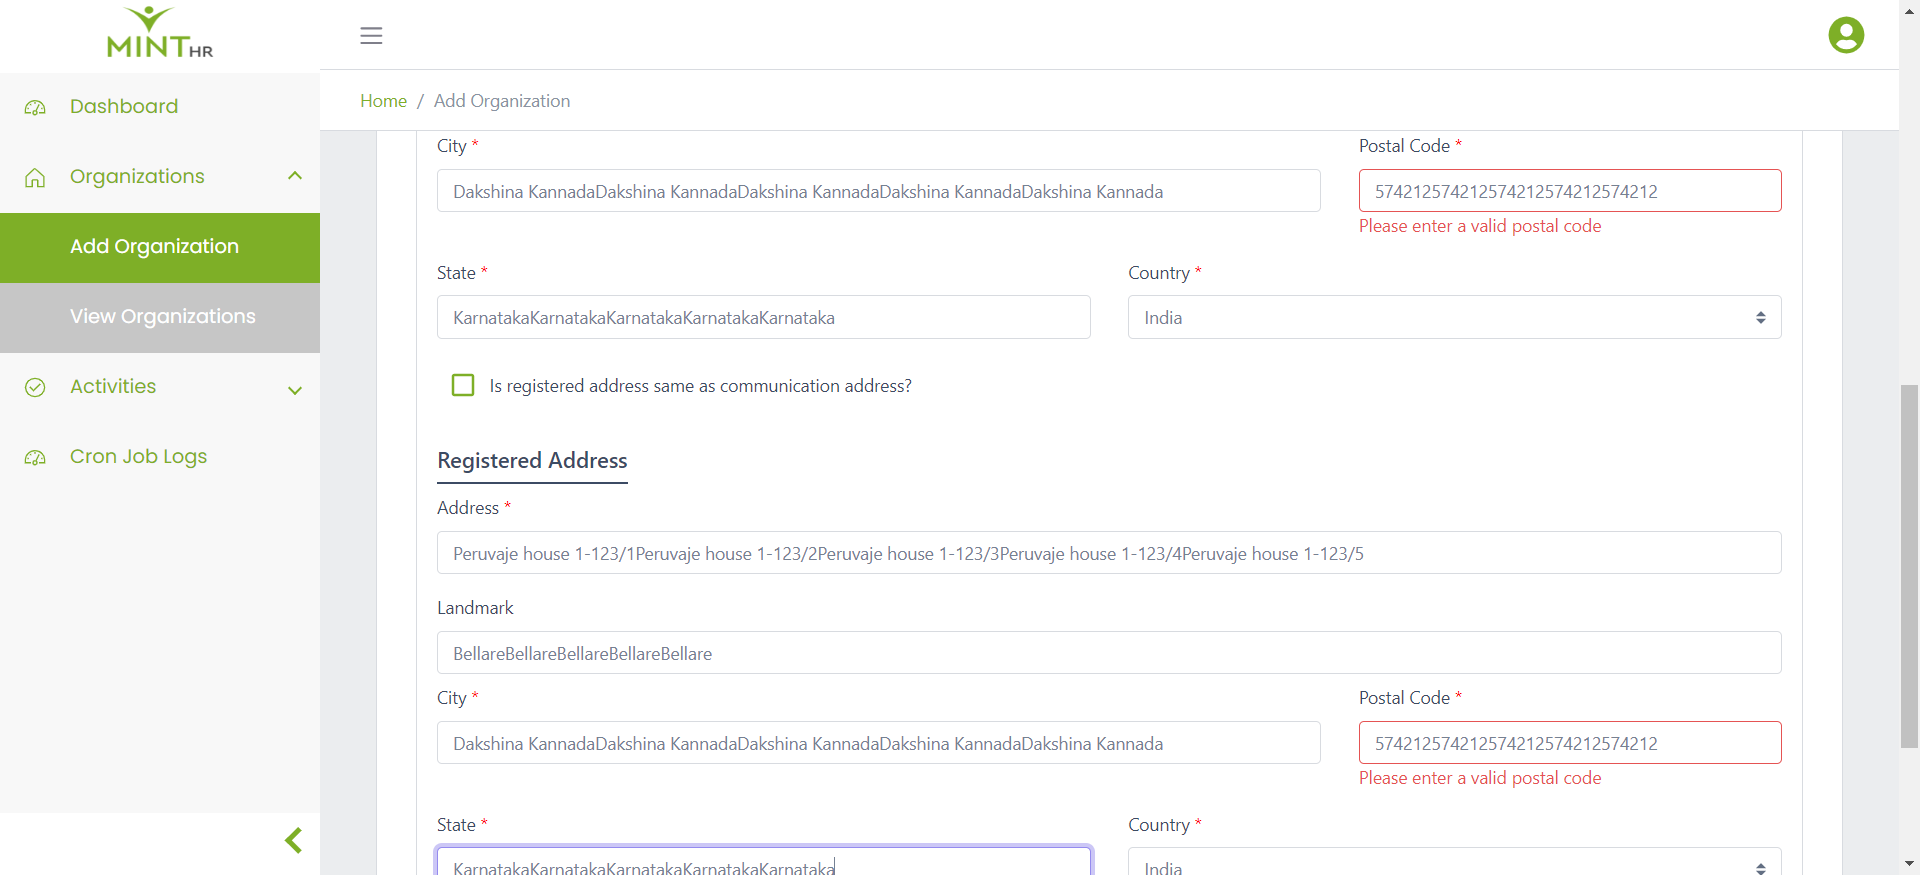 MINT HR
Dashboard
Organizations
Add Organization
View Organizations
Activities
Cron Job Logs
Home / Add Organization
City *
Postal Code *
Dakshina KannadaDakshina KannadaDakshina KannadaDakshina KannadaDakshina Kannada
574212574212574212574212574212
Please enter a valid postal code
State *
Country *
KarnatakaKarnatakaKarnatakaKarnatakaKarnataka
India
Is registered address same as communication address?
Registered Address
Address *
Peruvaje house 1-123/1Peruvaje house 1-123/2Peruvaje house 1-123/3Peruvaje house 1-123/4Peruvaje house 1-123/5
Landmark
BellareBellareBellareBellareBellare
City *
Postal Code *
Dakshina KannadaDakshina KannadaDakshina KannadaDakshina KannadaDakshina Kannada
574212574212574212574212574212
Please enter a valid postal code
State *
Country *
KarnatakaKarnatakaKarnatakaKarnatakaKarnataka
India